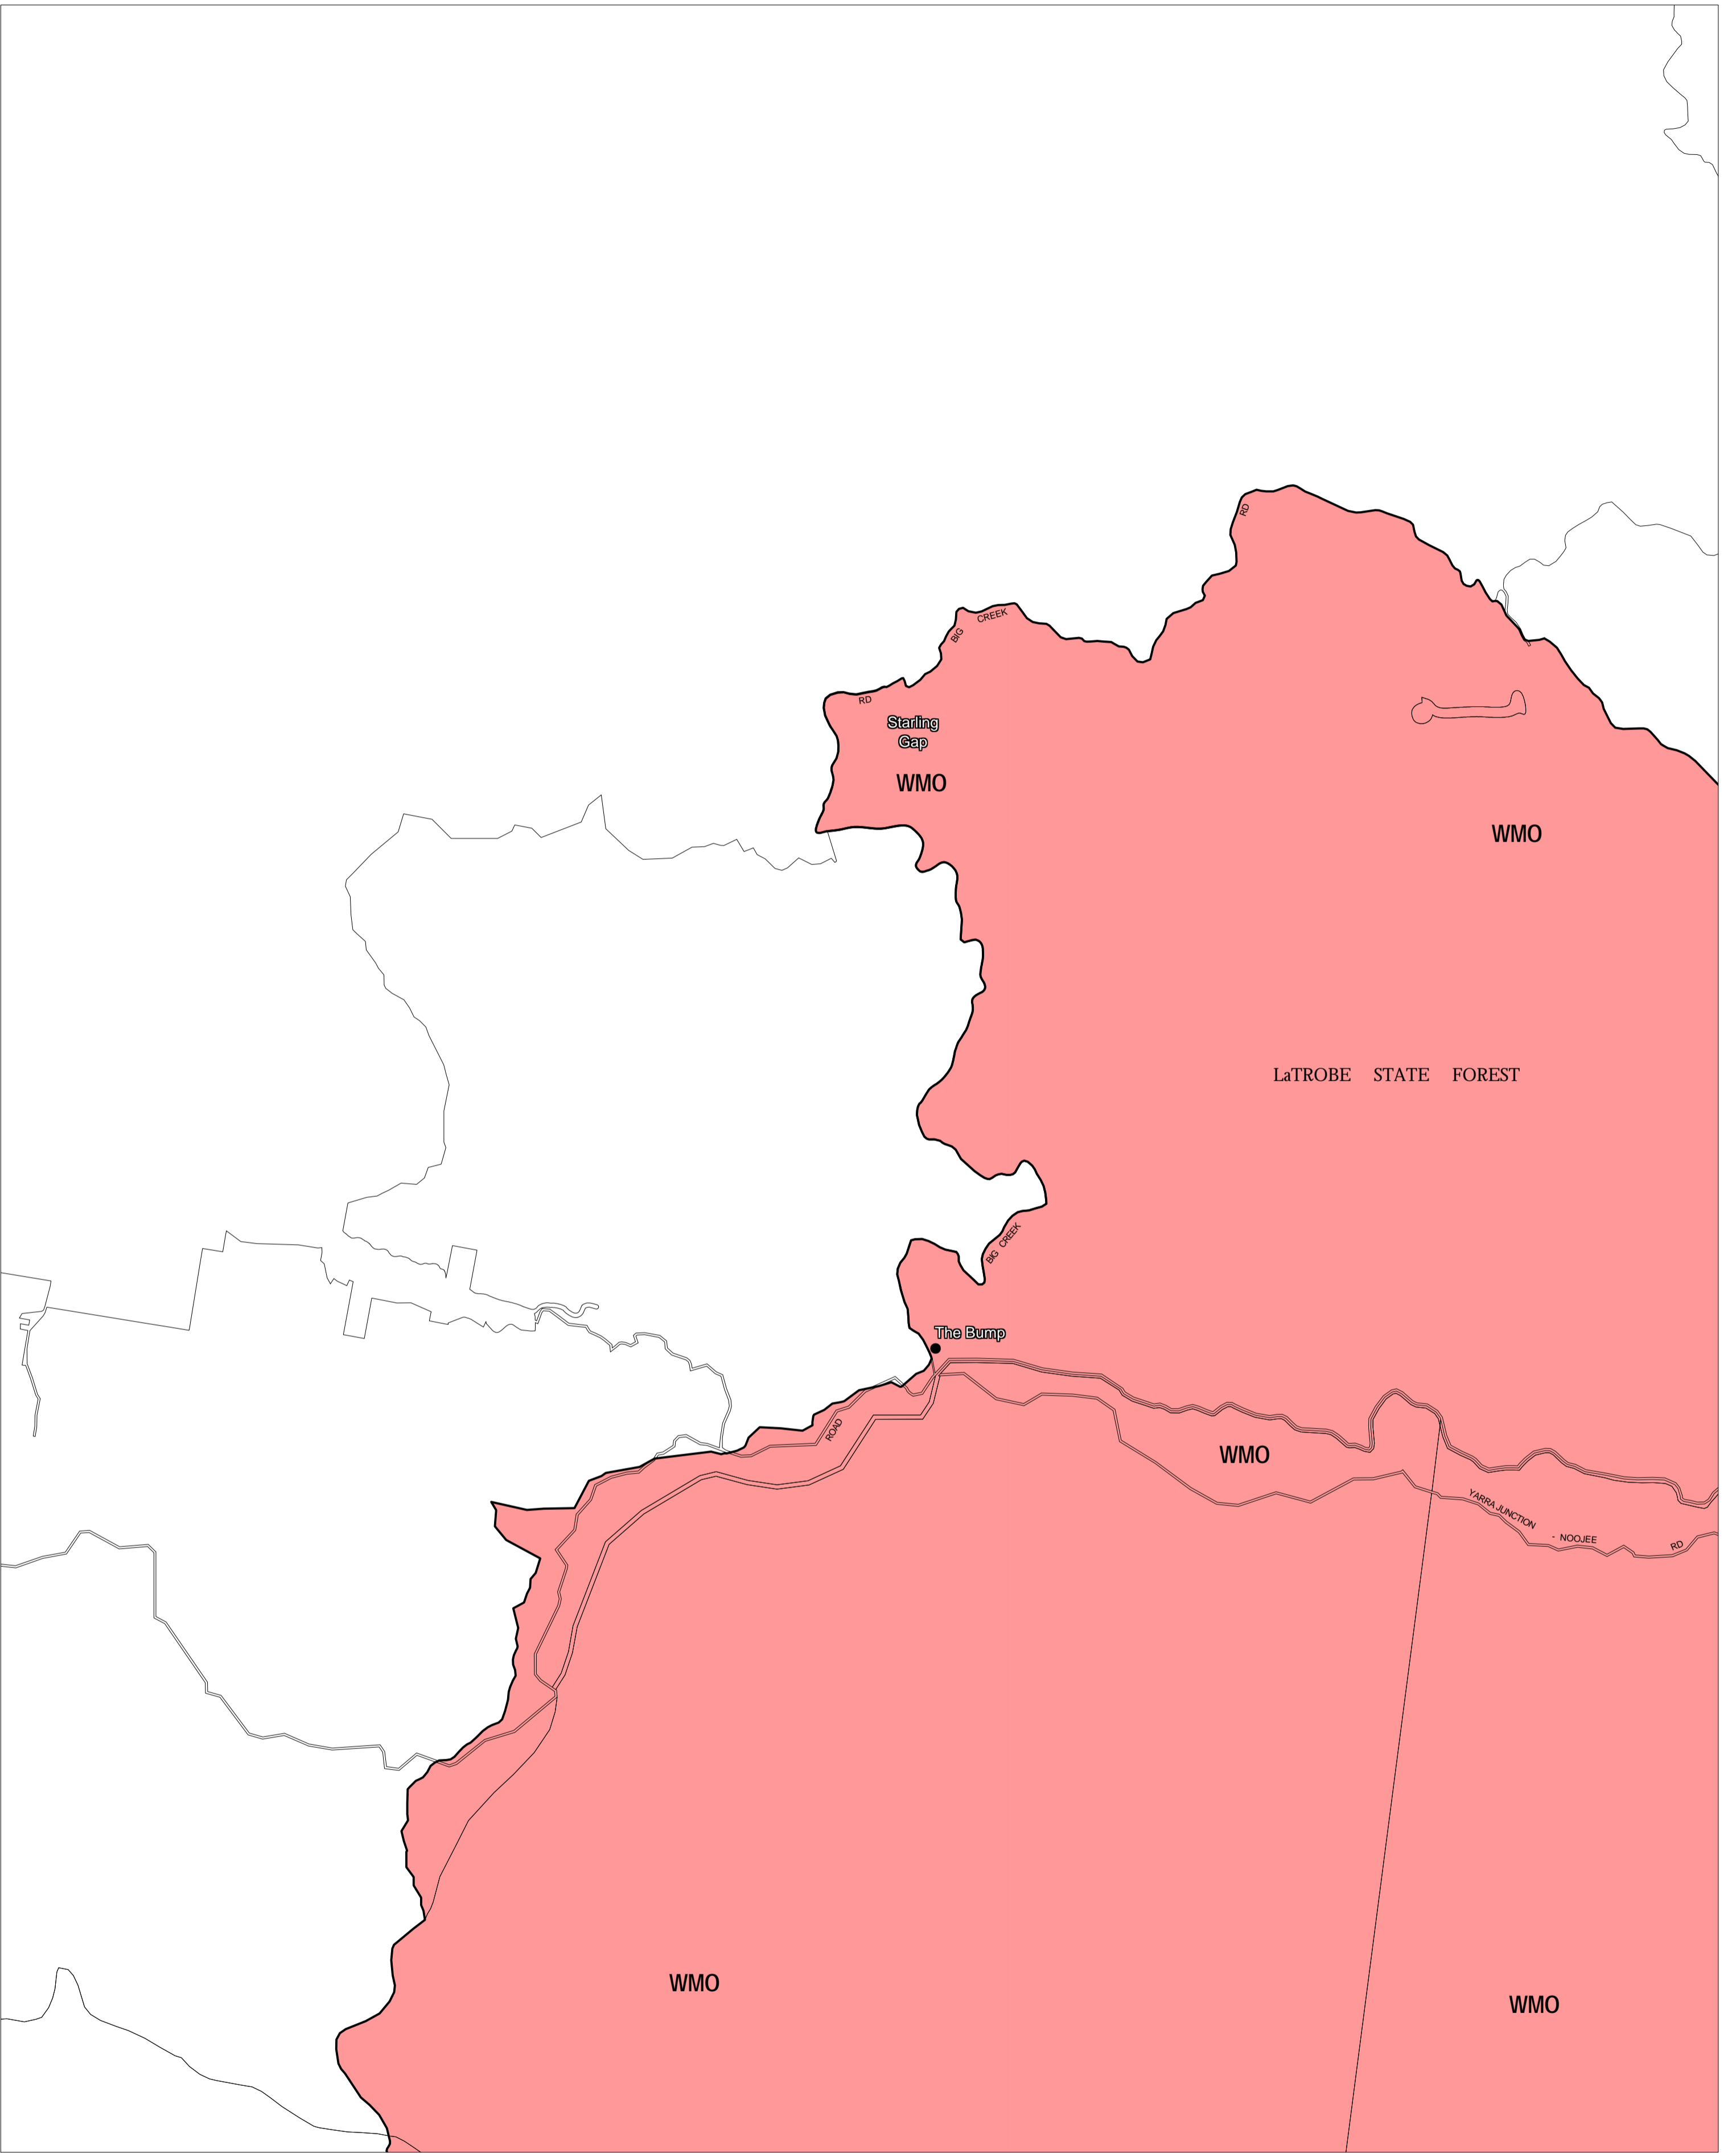 RD
BIG
CREEK
RD
Starling
Gap
WMO
WMO
LaTROBE STATE FOREST
BIG CREEK
The Bump
ROAD
WMO
YARRA JUNCTION
- NOOJEE
RD
WMO
WMO